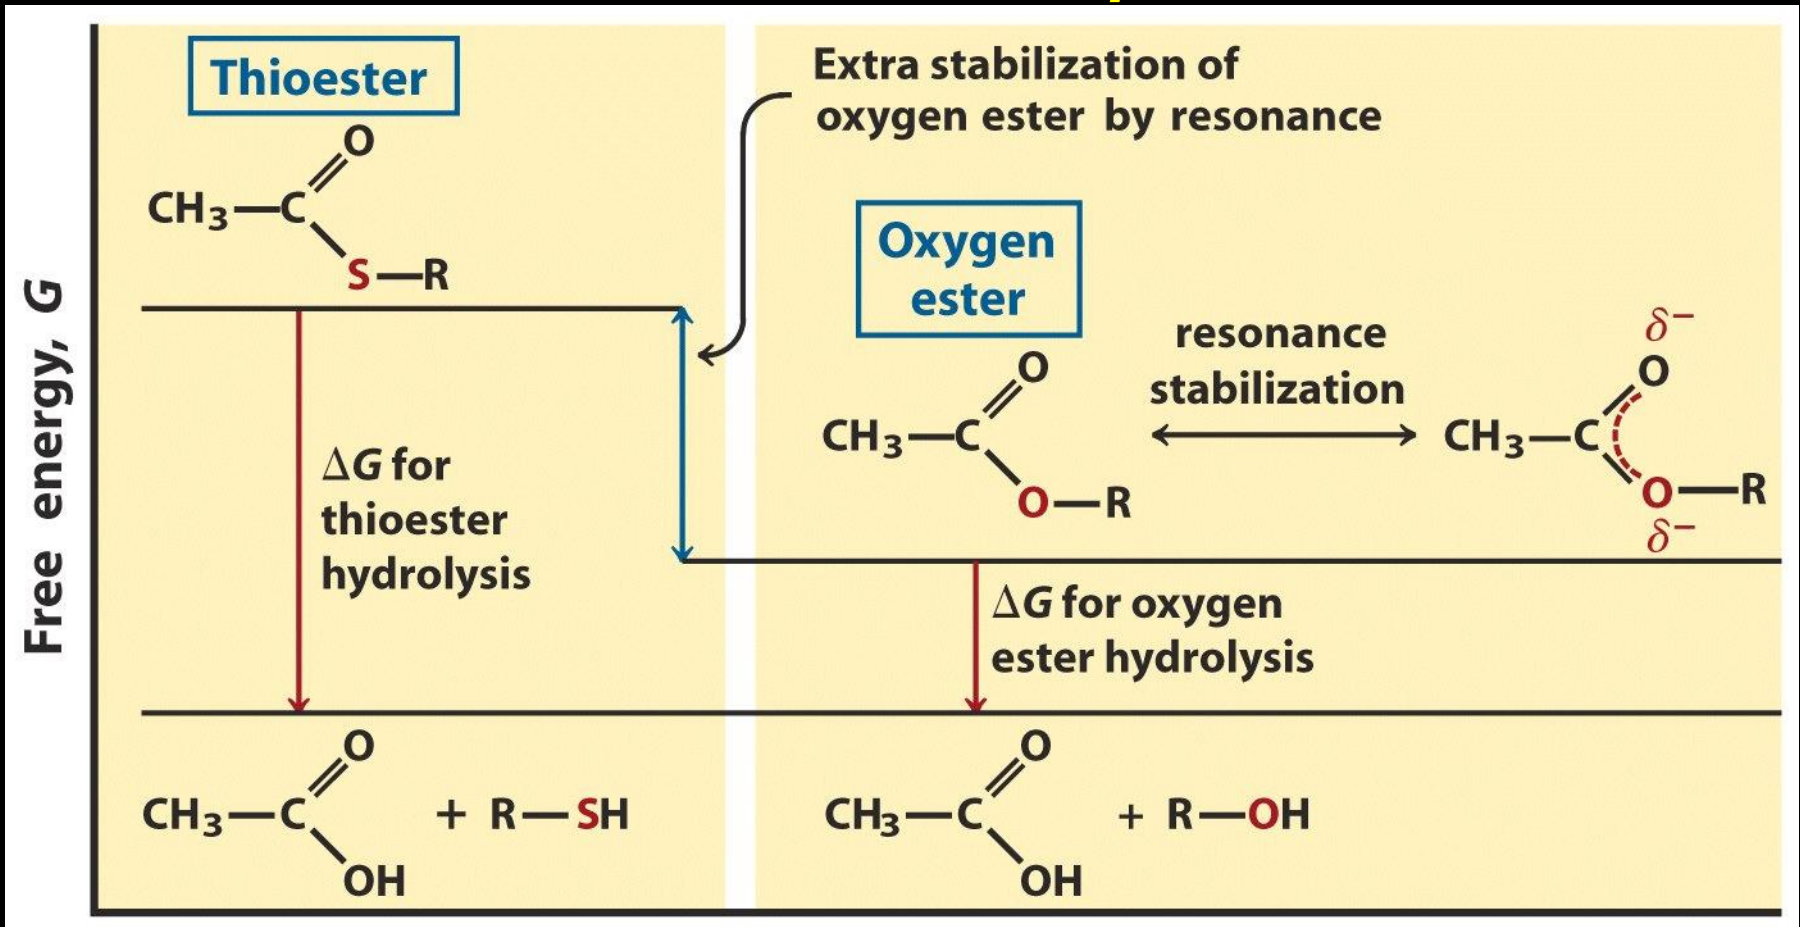 Free energy, G
Thioester
O
CH₃—C
S—R
ΔG for
thioester
hydrolysis
Extra stabilization of
oxygen ester by resonance
Oxygen
ester
O
CH₃—C
O—R
resonance
stabilization
δ⁻
O
CH₃—C
O—R
δ⁻
ΔG for oxygen
ester hydrolysis
O
CH₃—C + R—SH
OH
O
CH₃—C + R—OH
OH